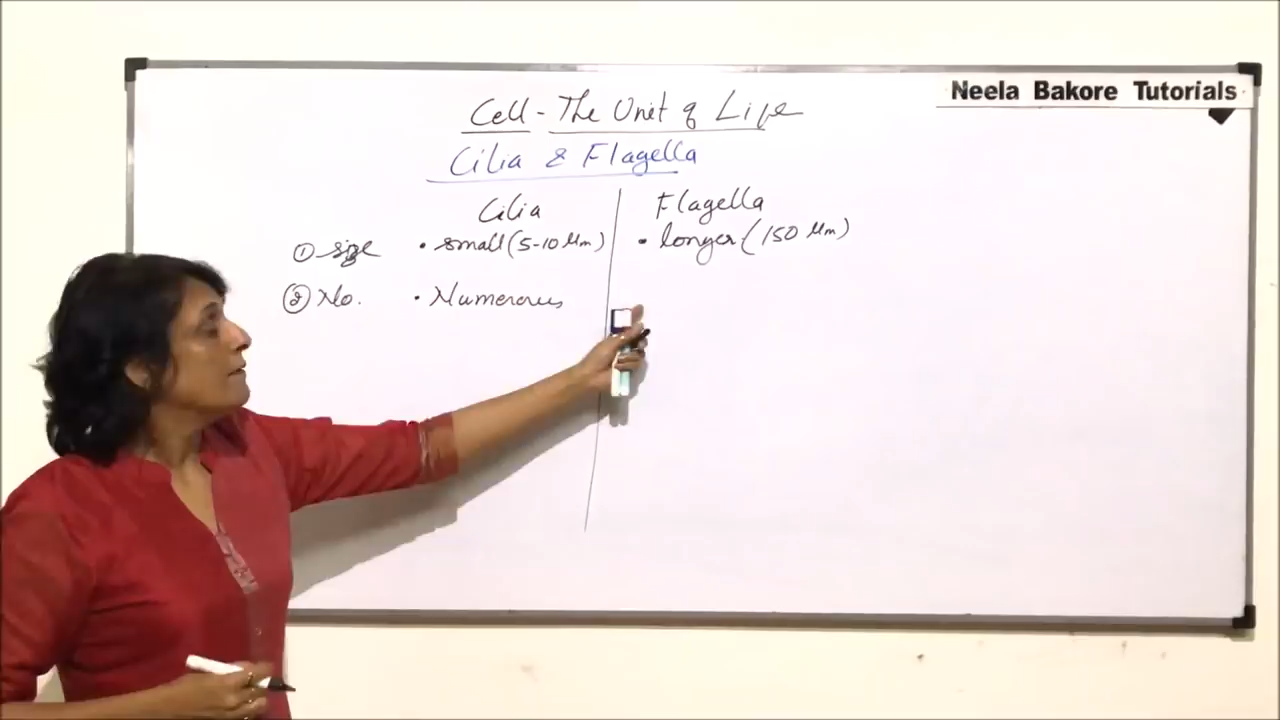 Neela Bakore Tutorials
Cell - The Unit of Life
Cilia & Flagella
Cilia Flagella
① size • small (5-10 µm) • longer (150 µm)
② No. • Numerous